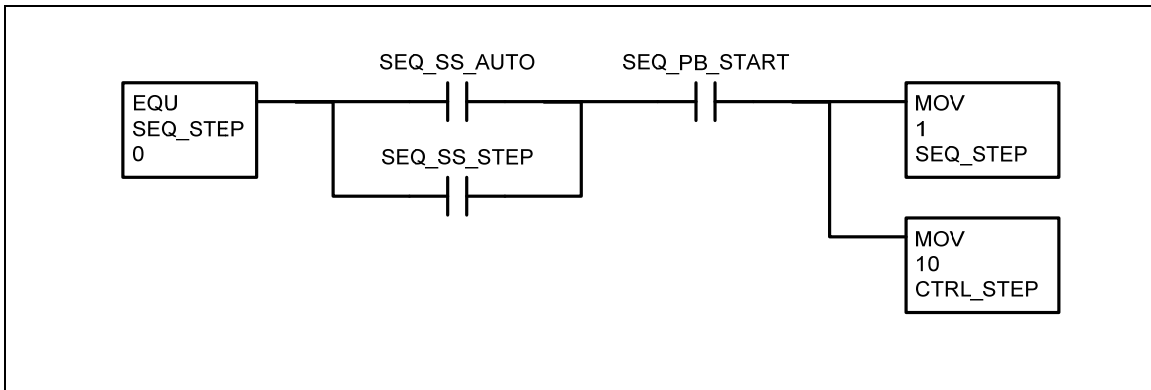 SEQ_SS_AUTO
SEQ_PB_START
EQU
SEQ_STEP
0
SEQ_SS_STEP
MOV
1
SEQ_STEP
MOV
10
CTRL_STEP